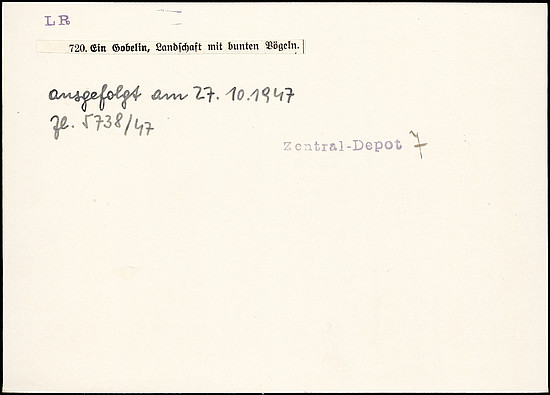 LR
720. Ein Gobelin, Landschaft mit bunten Vögeln.
ausgefolgt am 27. 10. 1947
Zl. 5738/47
Zentral-Depot 7